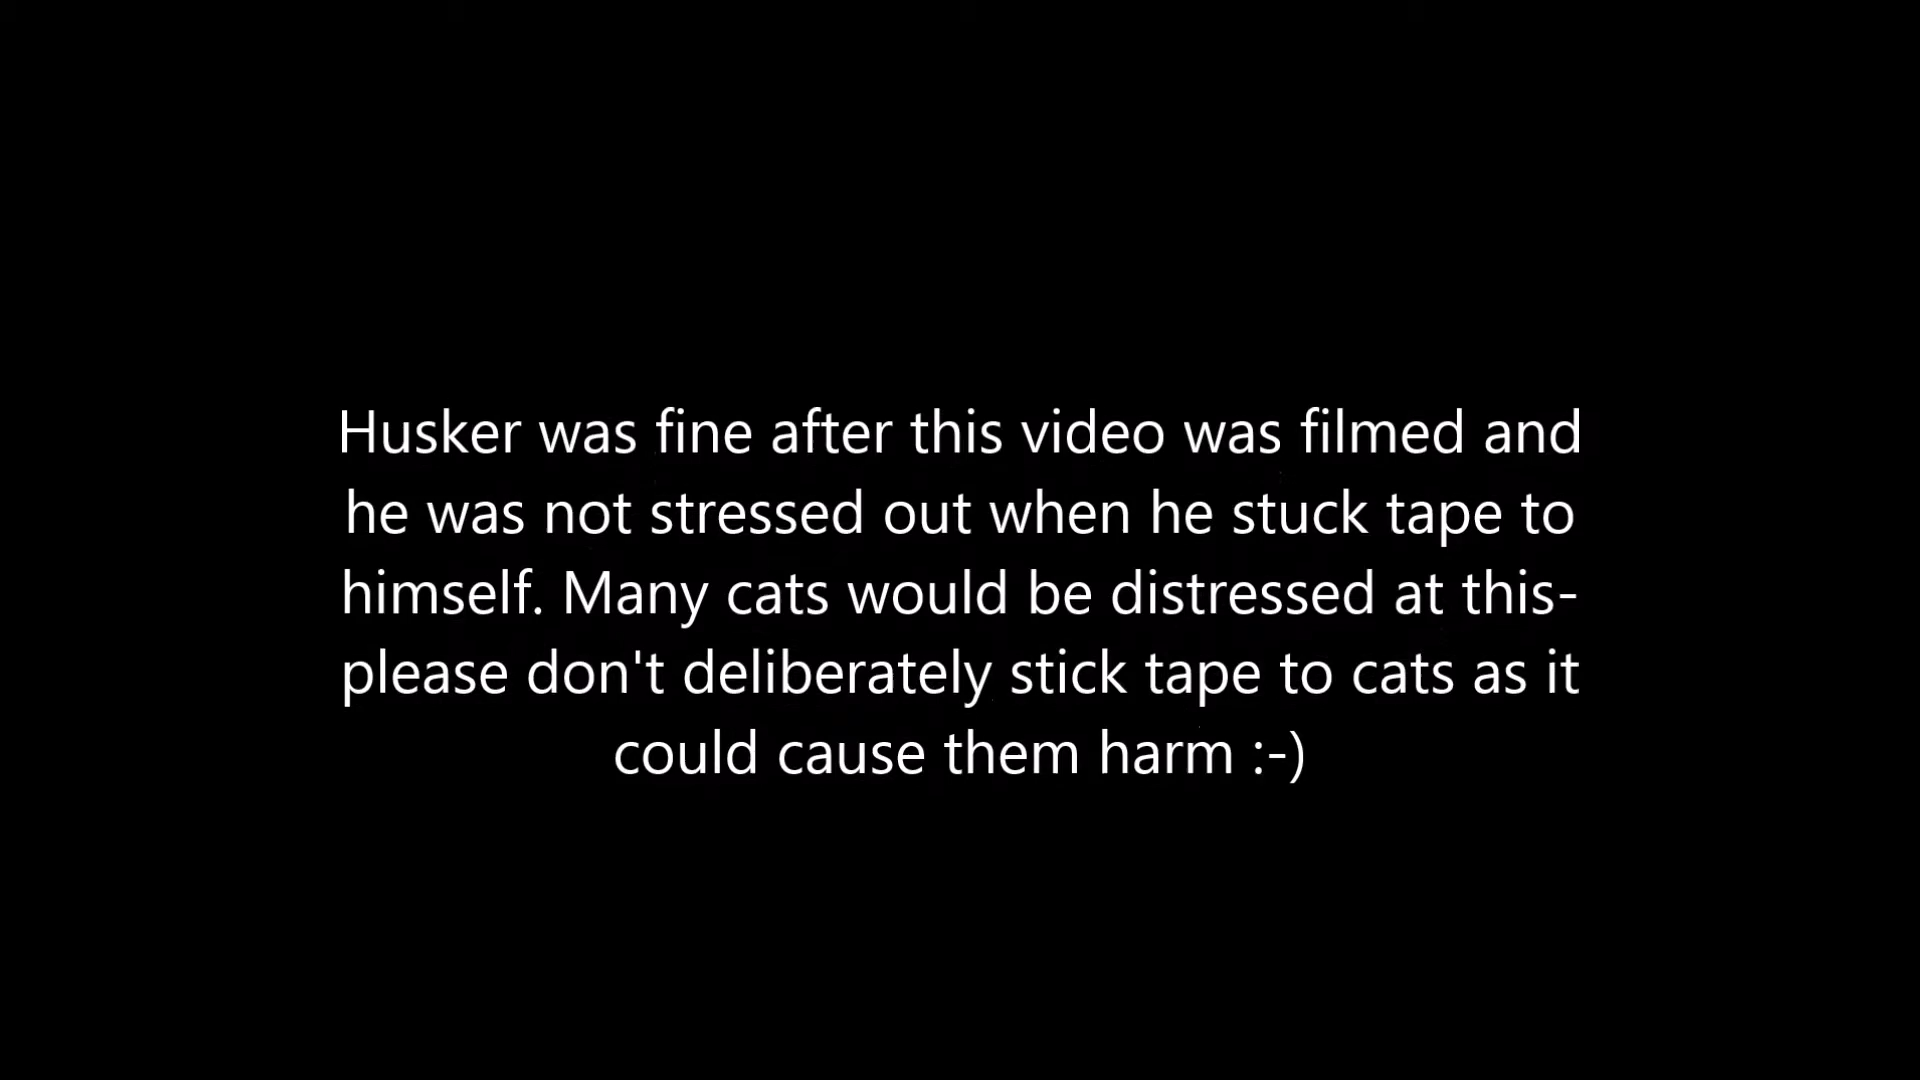 Husker was fine after this video was filmed and
he was not stressed out when he stuck tape to
himself. Many cats would be distressed at this-
please don't deliberately stick tape to cats as it
could cause them harm :-)